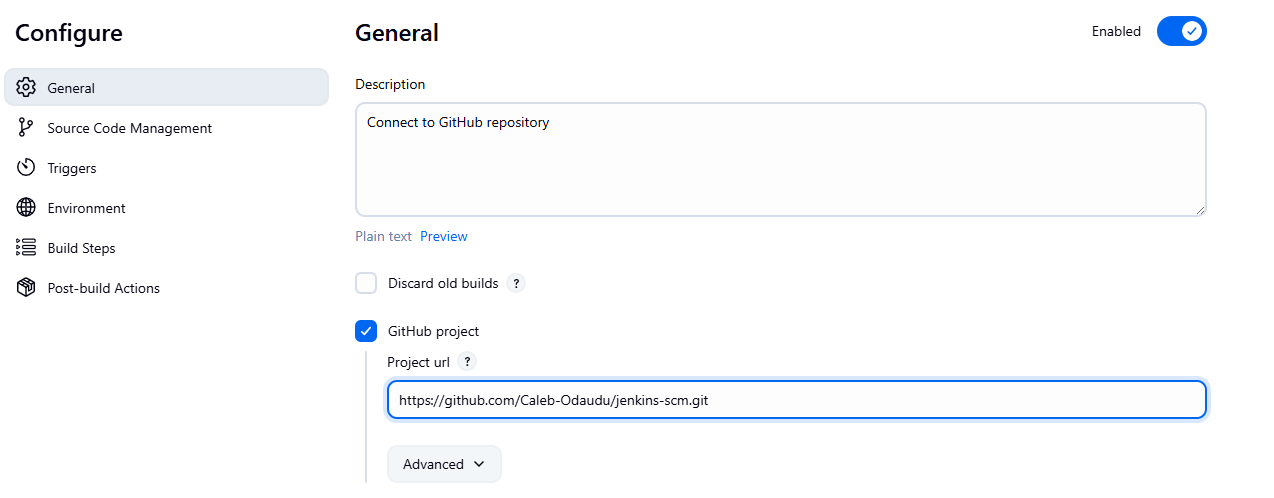 Configure
General
Source Code Management
Triggers
Environment
Build Steps
Post-build Actions
General
Enabled
Description
Connect to GitHub repository
Plain text Preview
Discard old builds ?
GitHub project
Project url ?
https://github.com/Caleb-Odaudu/jenkins-scm.git
Advanced